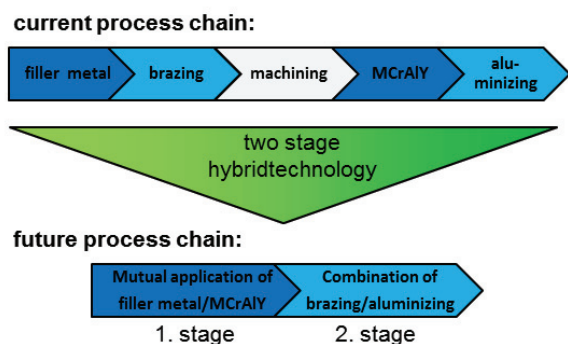 current process chain:
filler metal brazing machining MCrAlY alu-
minizing
two stage
hybridtechnology
future process chain:
Mutual application of
filler metal/MCrAlY
Combination of
brazing/aluminizing
1. stage 2. stage